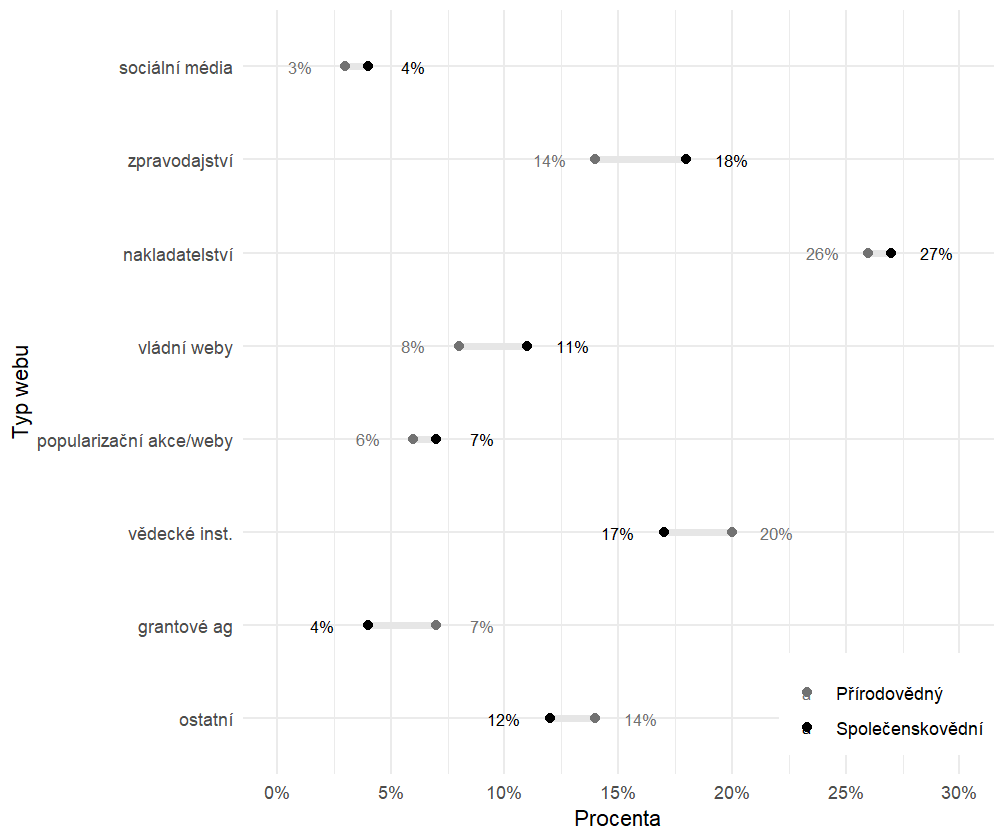 sociální média 3% 4%
zpravodajství 14% 18%
nakladatelství 26% 27%
vládní weby 8% 11%
popularizační akce/weby 6% 7%
vědecké inst. 17% 20%
grantové ag 4% 7%
ostatní 12% 14%
Typ webu
a Přírodovědný
a Společenskovědní
0% 5% 10% 15% 20% 25% 30%
Procenta